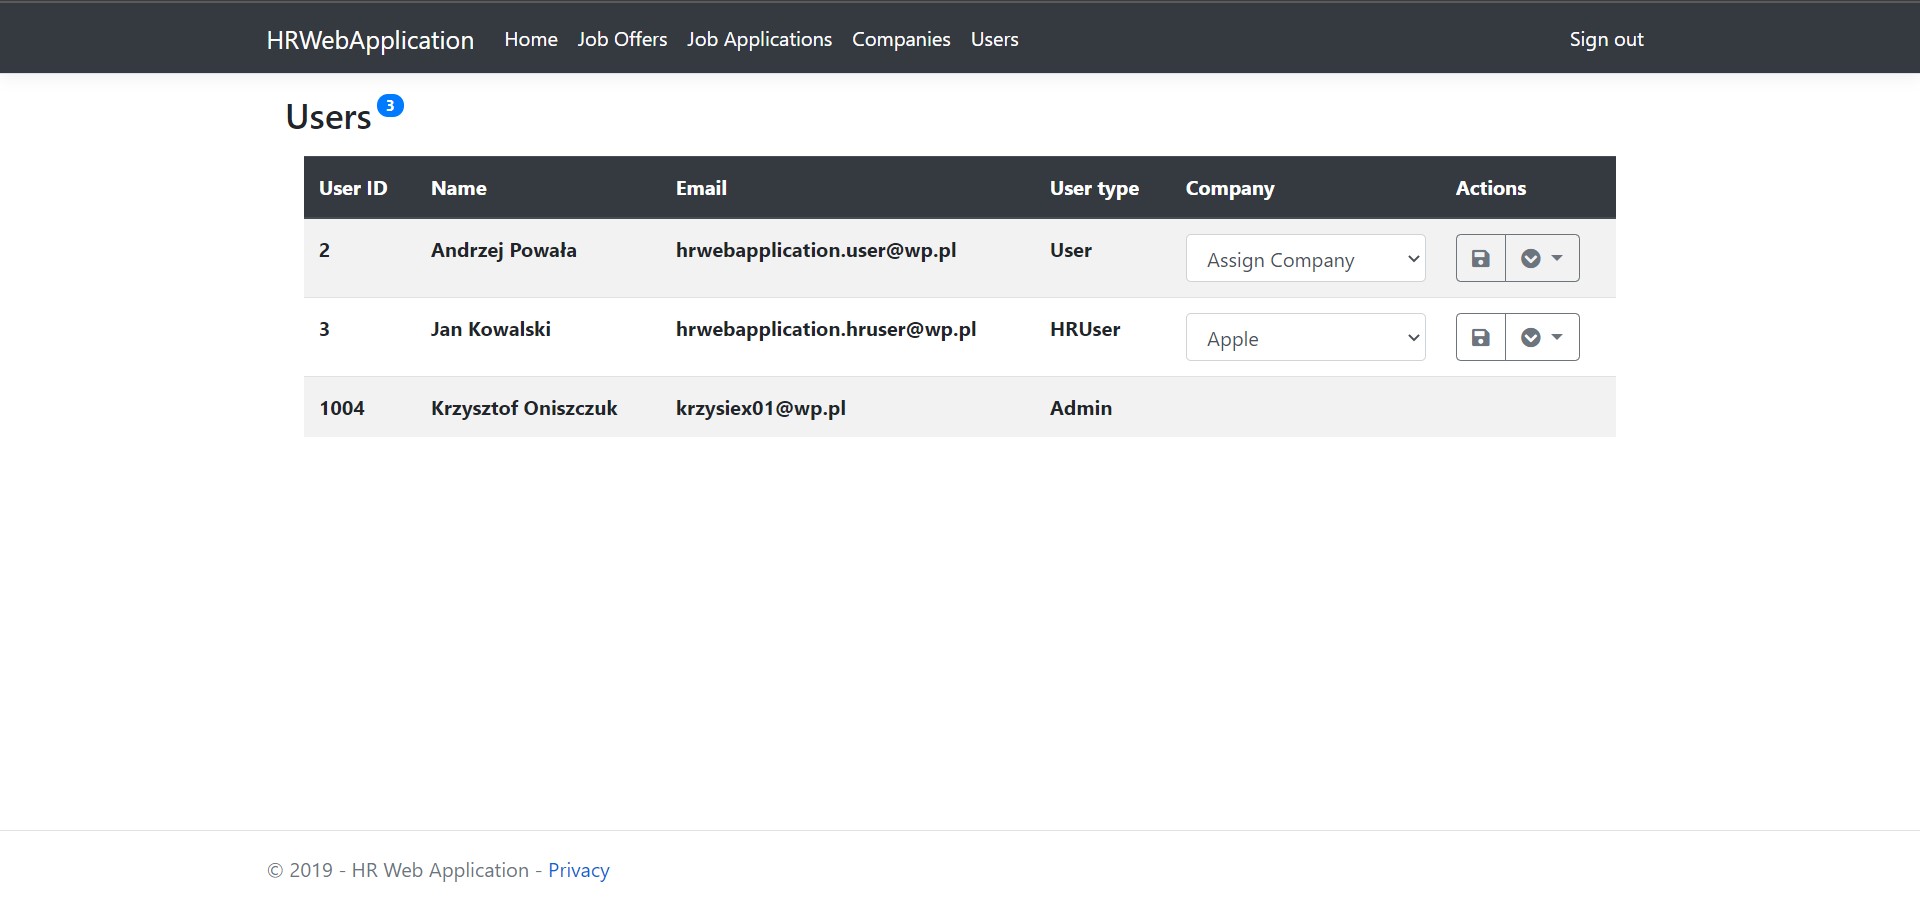 HRWebApplication Home Job Offers Job Applications Companies Users Sign out
Users 3
User ID Name Email User type Company Actions
2 Andrzej Powała hrwebapplication.user@wp.pl User Assign Company
3 Jan Kowalski hrwebapplication.hruser@wp.pl HRUser Apple
1004 Krzysztof Oniszczuk krzysiex01@wp.pl Admin
© 2019 - HR Web Application - Privacy